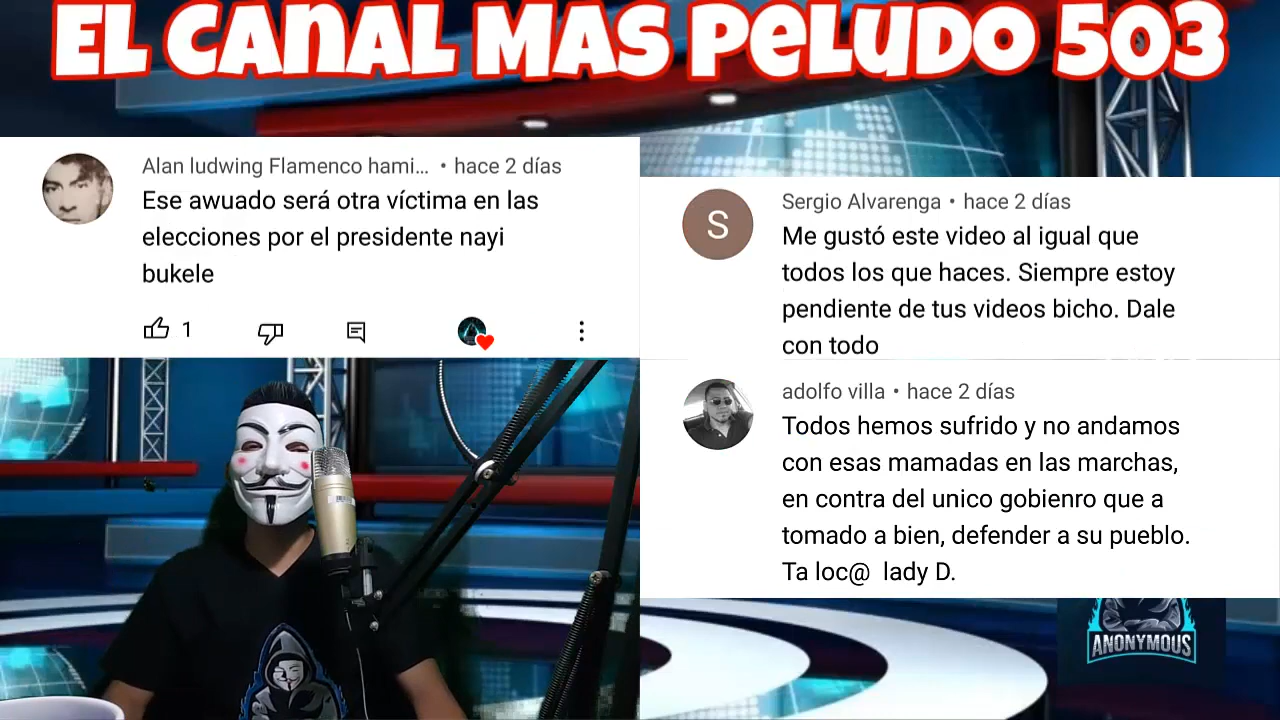 EL CANAL MAS PELUDO 503
Alan ludwing Flamenco hami... • hace 2 días
Ese awuado será otra víctima en las
elecciones por el presidente nayi
bukele
1
S
Sergio Alvarenga • hace 2 días
Me gustó este video al igual que
todos los que haces. Siempre estoy
pendiente de tus videos bicho. Dale
con todo
adolfo villa • hace 2 días
Todos hemos sufrido y no andamos
con esas mamadas en las marchas,
en contra del unico gobienro que a
tomado a bien, defender a su pueblo.
Ta loc@ lady D.
ANONYMOUS